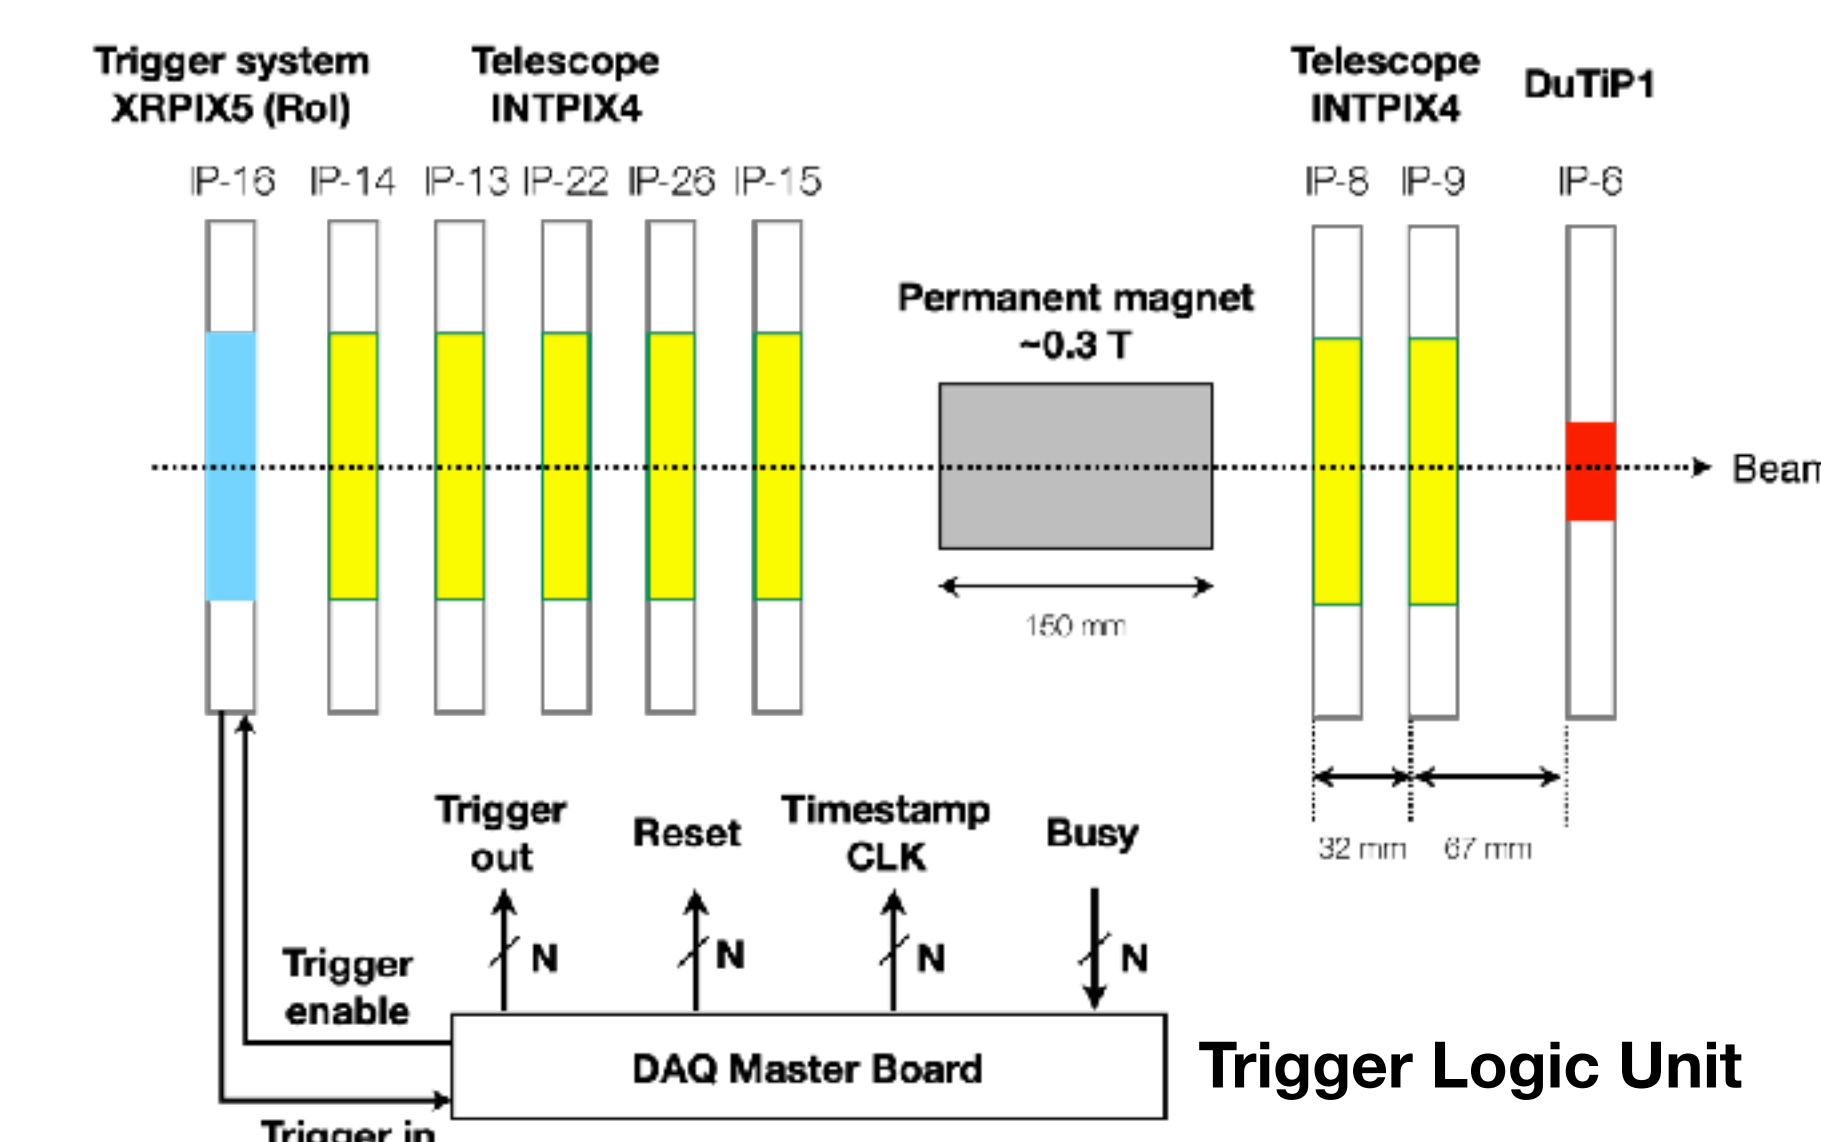 Trigger system
XRPIX5 (RoI)
Telescope
INTPIX4
Telescope
INTPIX4
DuTiP1
IP-16 IP-14 IP-13 IP-22 IP-26 IP-15 IP-8 IP-9 IP-6
Permanent magnet
~0.3 T
Beam
150 mm
32 mm 67 mm
Trigger
out
Reset
Timestamp
CLK
Busy
N N N N
Trigger
enable
DAQ Master Board
Trigger Logic Unit
Trigger in